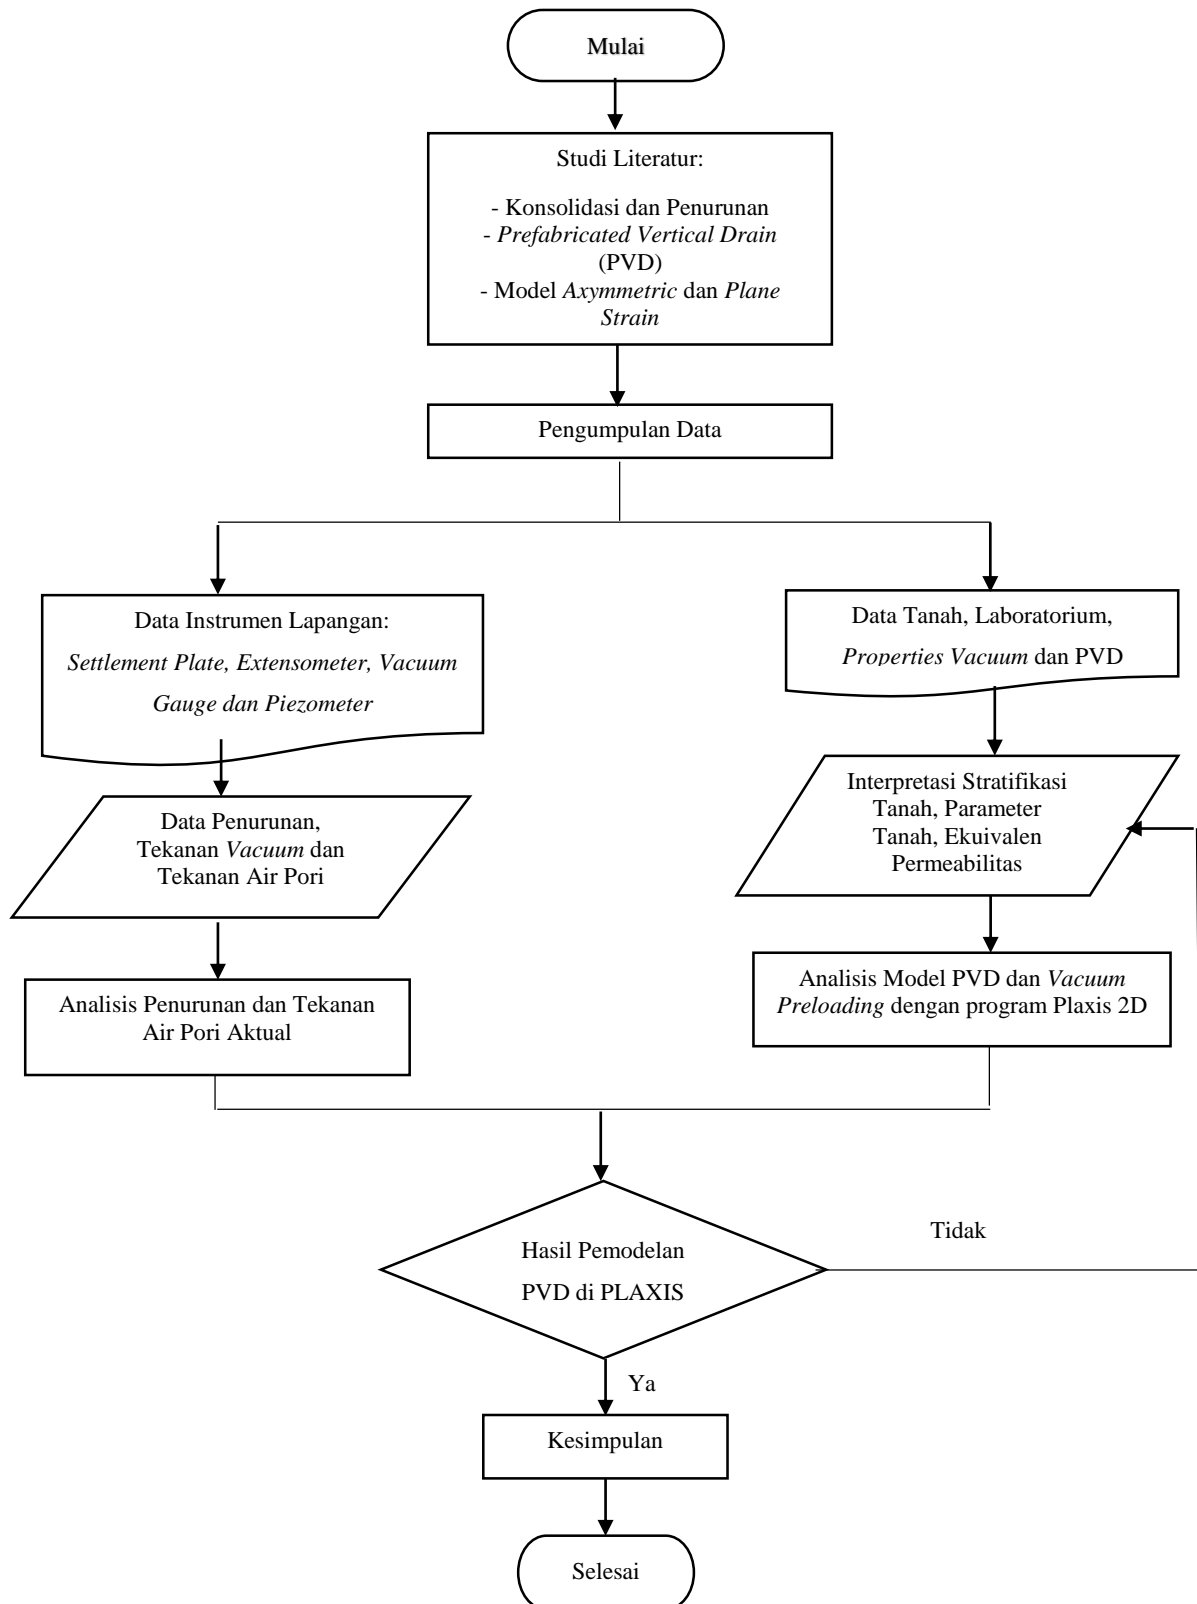 Mulai
Studi Literatur:
- Konsolidasi dan Penurunan
- Prefabricated Vertical Drain
(PVD)
- Model Axymmetric dan Plane
Strain
Pengumpulan Data
Data Instrumen Lapangan:
Settlement Plate, Extensometer, Vacuum
Gauge dan Piezometer
Data Tanah, Laboratorium,
Properties Vacuum dan PVD
Data Penurunan,
Tekanan Vacuum dan
Tekanan Air Pori
Interpretasi Stratifikasi
Tanah, Parameter
Tanah, Ekuivalen
Permeabilitas
Analisis Penurunan dan Tekanan
Air Pori Aktual
Analisis Model PVD dan Vacuum
Preloading dengan program Plaxis 2D
Hasil Pemodelan
PVD di PLAXIS
Tidak
Ya
Kesimpulan
Selesai